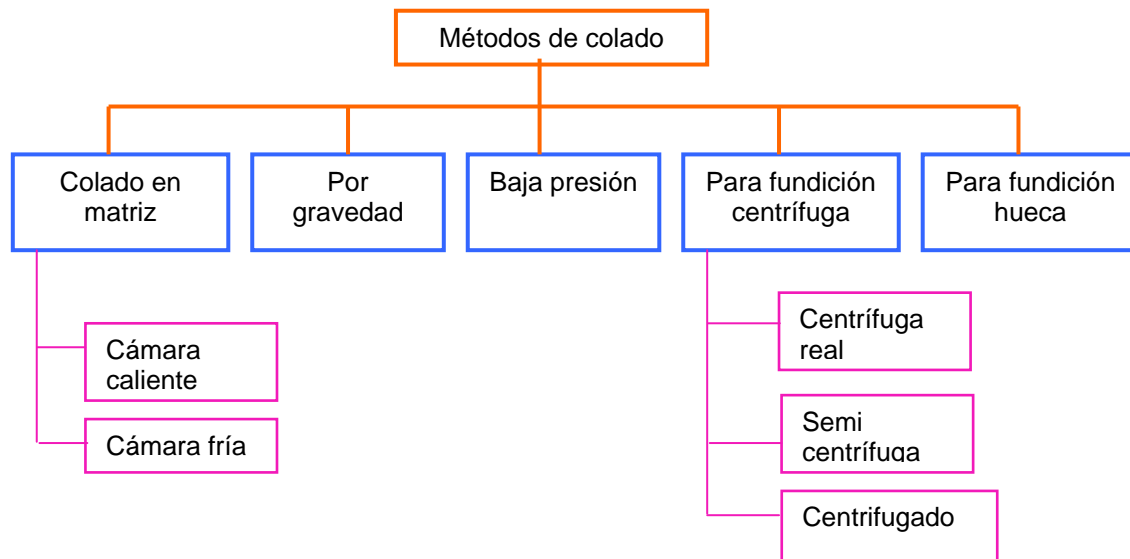 Métodos de colado
Colado en
matriz
Por
gravedad
Baja presión
Para fundición
centrífuga
Para fundición
hueca
Cámara
caliente
Cámara fría
Centrífuga
real
Semi
centrífuga
Centrifugado